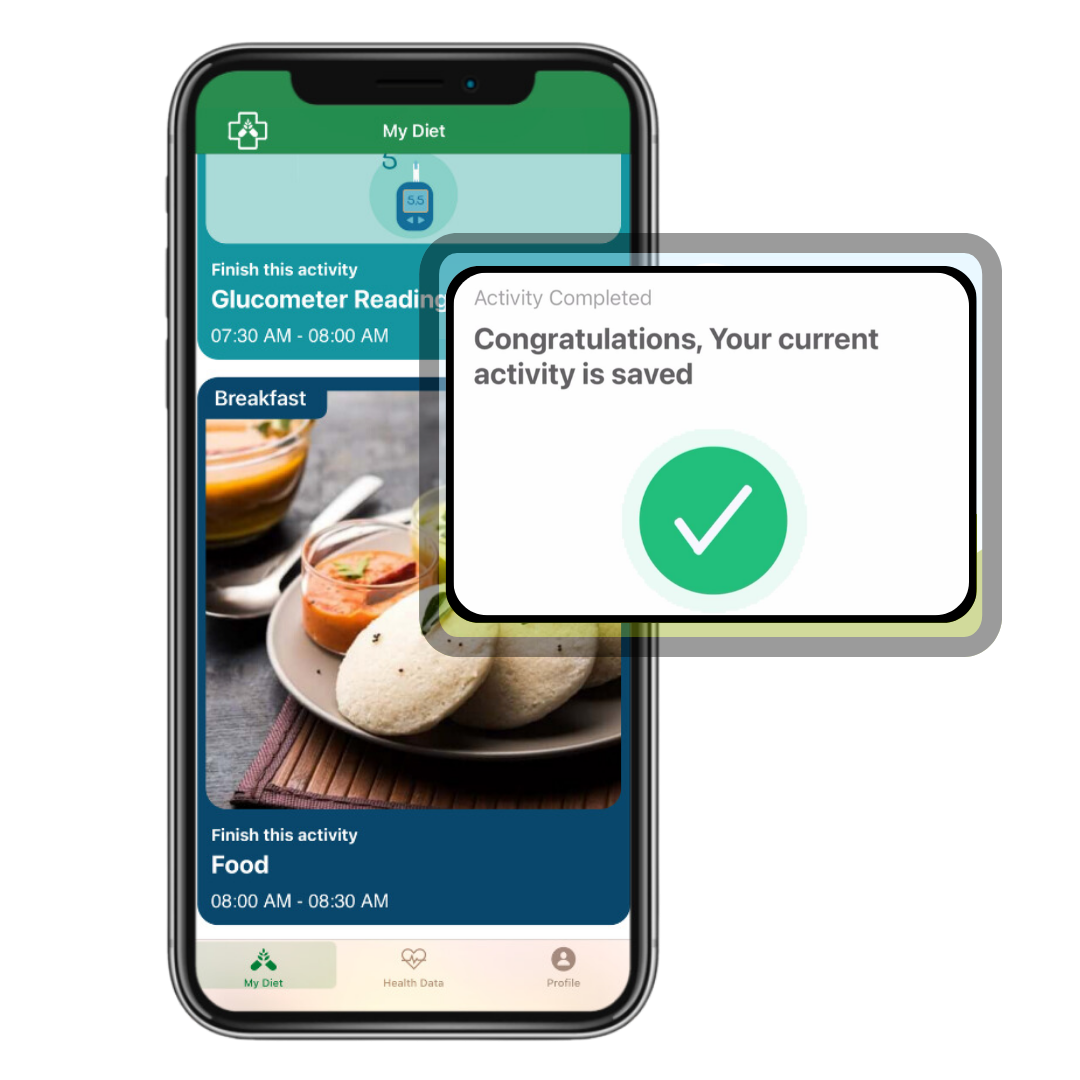 My Diet
5
5.5
Finish this activity
Glucometer Reading
07:30 AM - 08:00 AM
Activity Completed
Congratulations, Your current
activity is saved
Breakfast
Finish this activity
Food
08:00 AM - 08:30 AM
My Diet
Health Data
Profile